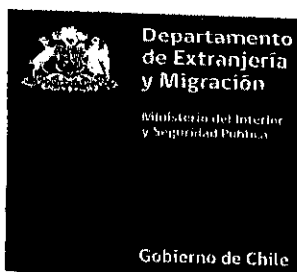 Departamento
de Extranjería
y Migración
Ministerio del Interior
y Seguridad Pública
Gobierno de Chile